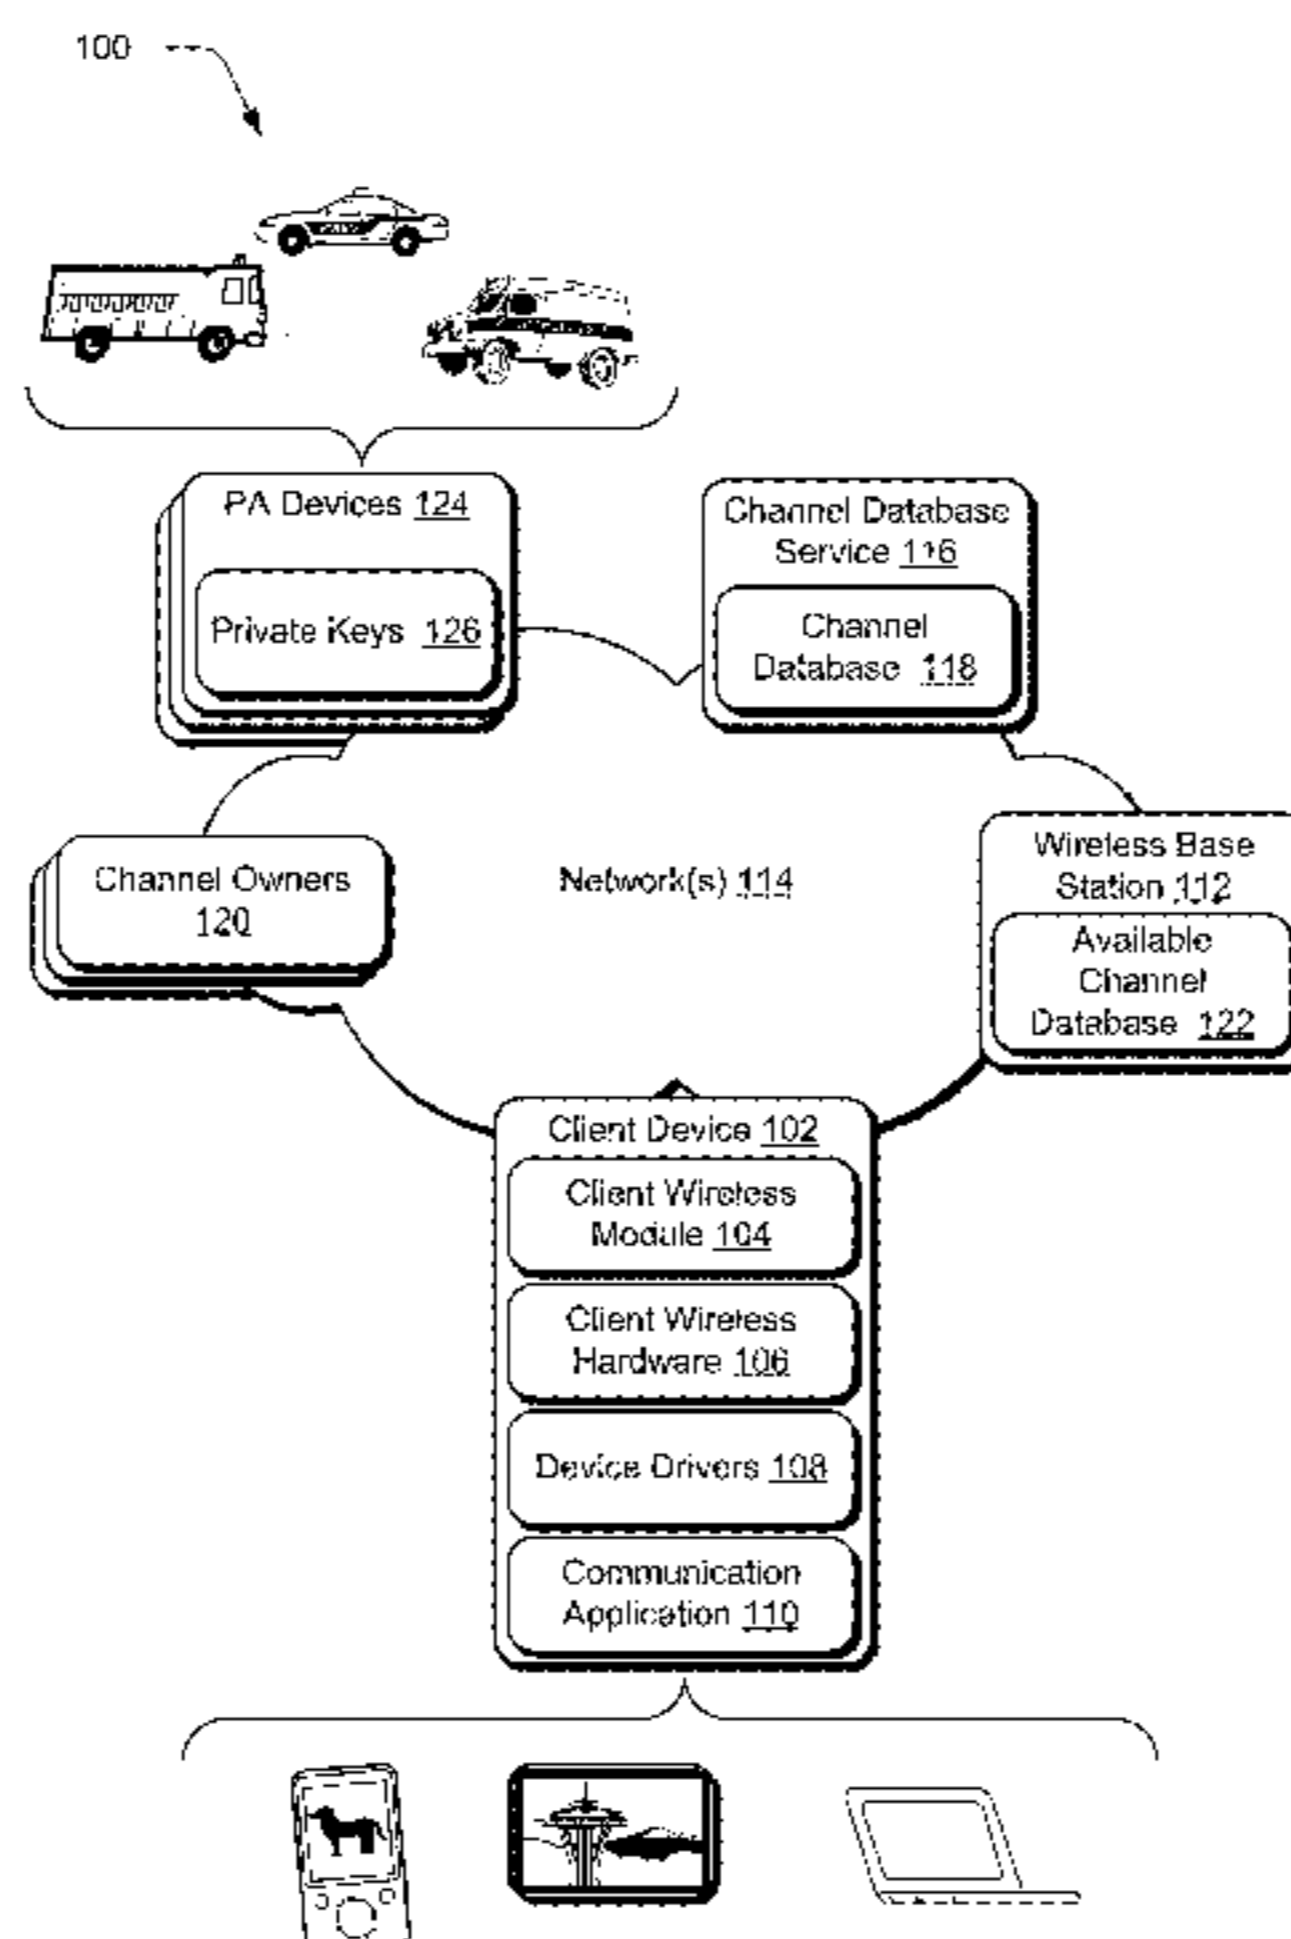 100
PA Devices 124
Private Keys 126
Channel Database
Service 116
Channel
Database 118
Channel Owners
120
Network(s) 114
Wireless Base
Station 112
Available
Channel
Database 122
Client Device 102
Client Wireless
Module 104
Client Wireless
Hardware 106
Device Drivers 108
Communication
Application 110